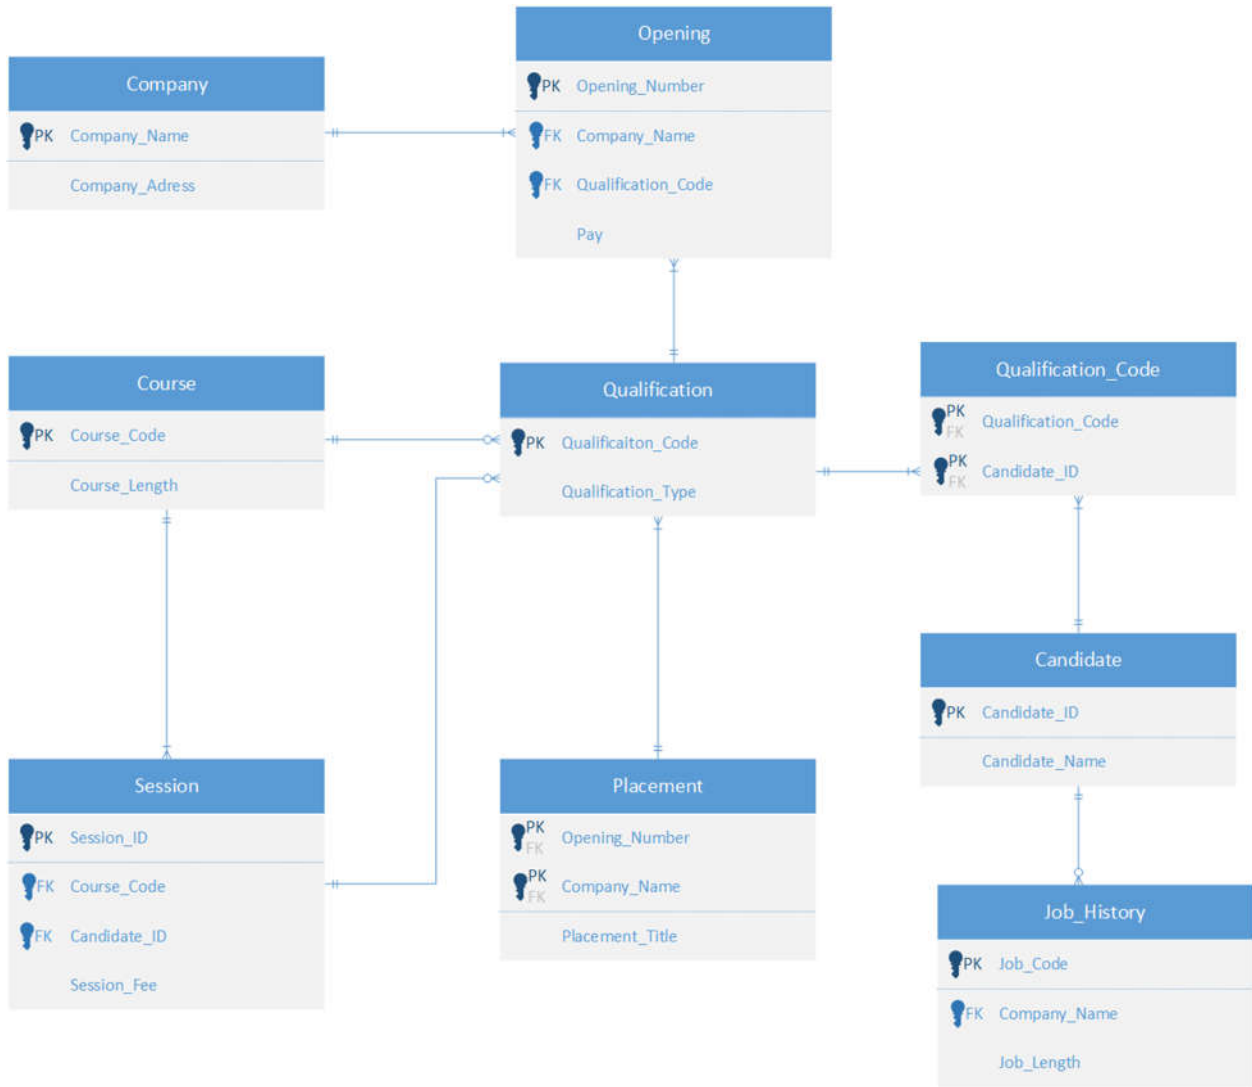 Opening
PK Opening_Number
FK Company_Name
FK Qualification_Code
Pay
Company
PK Company_Name
Company_Adress
Course
PK Course_Code
Course_Length
Qualification
PK Qualificaiton_Code
Qualification_Type
Qualification_Code
PK
FK
Qualification_Code
PK
FK
Candidate_ID
Candidate
PK Candidate_ID
Candidate_Name
Session
PK Session_ID
FK Course_Code
FK Candidate_ID
Session_Fee
Placement
PK
FK
Opening_Number
PK
FK
Company_Name
Placement_Title
Job_History
PK Job_Code
FK Company_Name
Job_Length